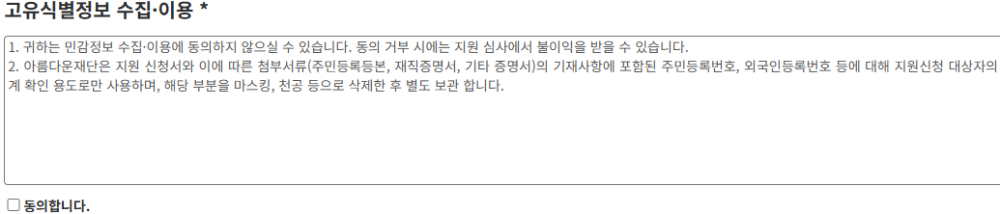 고유식별정보 수집·이용 *
1. 귀하는 민감정보 수집·이용에 동의하지 않으실 수 있습니다. 동의 거부 시에는 지원 심사에서 불이익을 받을 수 있습니다.
2. 아름다운재단은 지원 신청서와 이에 따른 첨부서류(주민등록등본, 재직증명서, 기타 증명서)의 기재사항에 포함된 주민등록번호, 외국인등록번호 등에 대해 지원신청 대상자의
계 확인 용도로만 사용하며, 해당 부분을 마스킹, 천공 등으로 삭제한 후 별도 보관 합니다.
동의합니다.